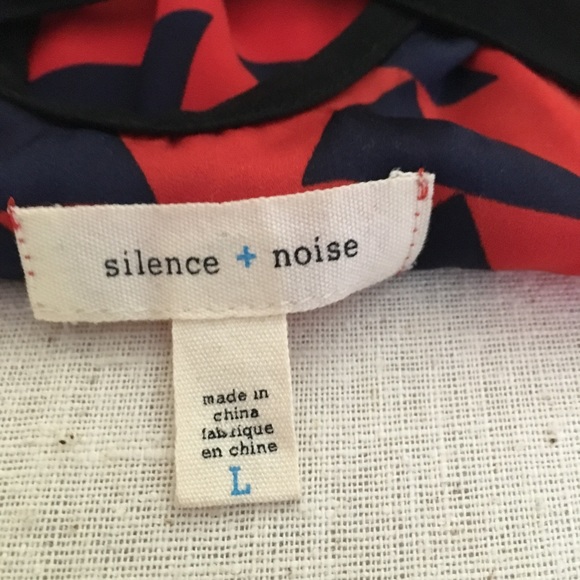 silence + noise
made in
china
fabrique
en chine
L